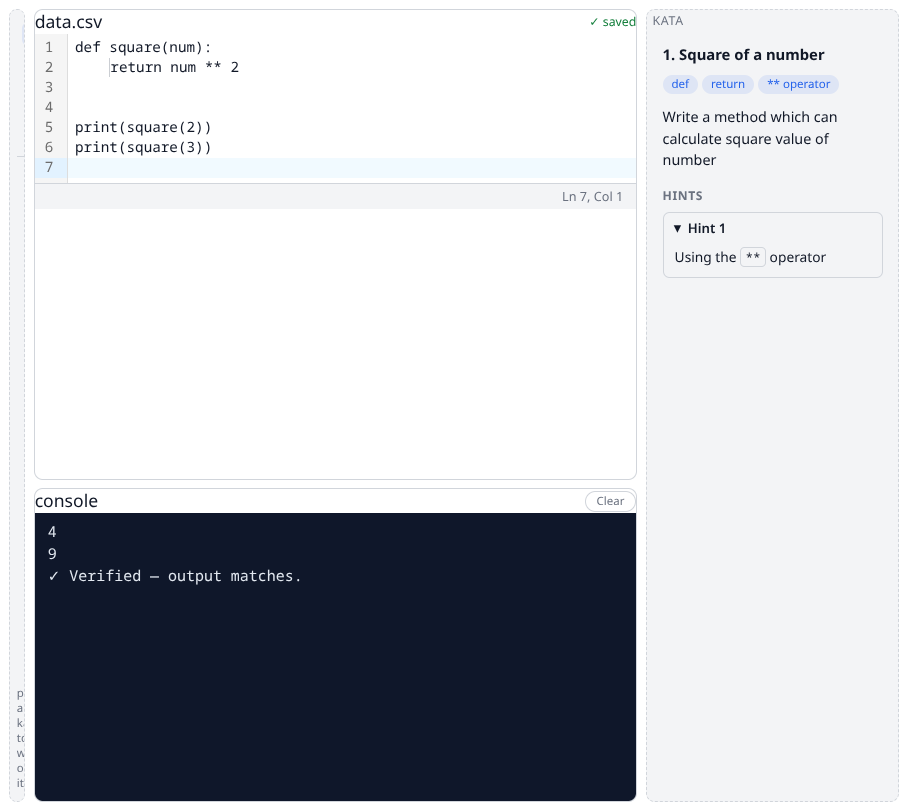 data.csv
✓ saved
1 def square(num):
2 return num ** 2
3
4
5 print(square(2))
6 print(square(3))
7
Ln 7, Col 1
console
Clear
4
9
✓ Verified — output matches.
KATA
1. Square of a number
def return ** operator
Write a method which can
calculate square value of
number
HINTS
▼ Hint 1
Using the ** operator